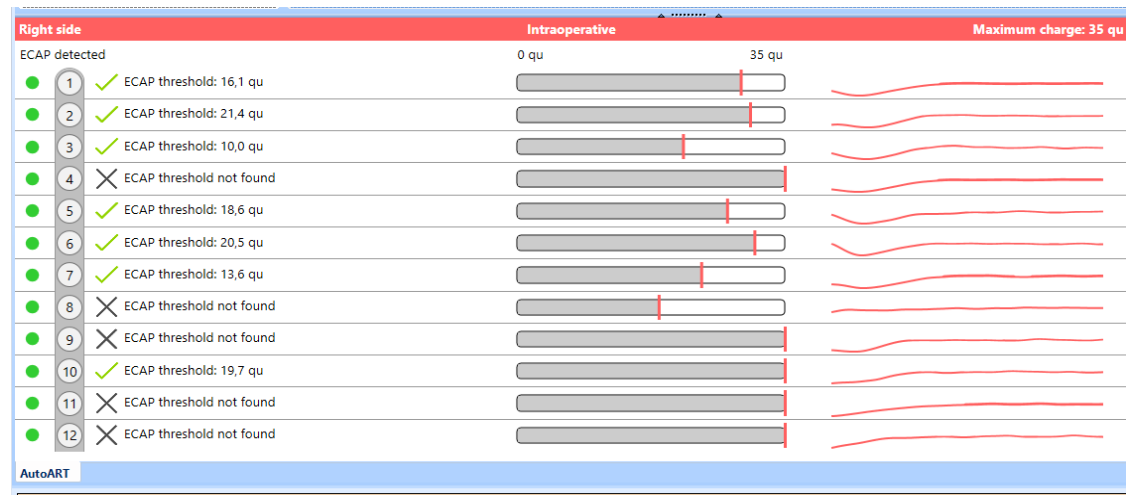 Right side Intraoperative Maximum charge: 35 qu
ECAP detected 0 qu 35 qu
1 ECAP threshold: 16,1 qu
2 ECAP threshold: 21,4 qu
3 ECAP threshold: 10,0 qu
4 ECAP threshold not found
5 ECAP threshold: 18,6 qu
6 ECAP threshold: 20,5 qu
7 ECAP threshold: 13,6 qu
8 ECAP threshold not found
9 ECAP threshold not found
10 ECAP threshold: 19,7 qu
11 ECAP threshold not found
12 ECAP threshold not found
AutoART